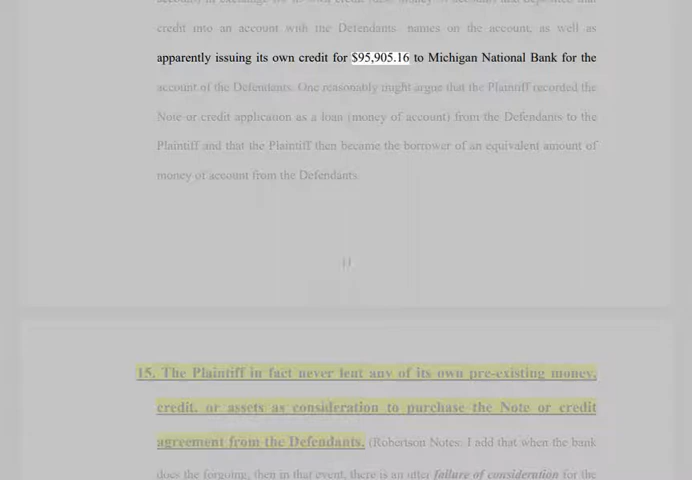 credit into an account with the Defendants names on the account, as well as
apparently issuing its own credit for $95,905.16 to Michigan National Bank for the
account of the Defendants. One reasonably might argue that the Plaintiff recorded the
Note or credit application as a loan (money of account) from the Defendants to the
Plaintiff and that the Plaintiff then became the borrower of an equivalent amount of
money of account from the Defendants.
11
15. The Plaintiff in fact never lent any of its own pre-existing money,
credit, or assets as consideration to purchase the Note or credit
agreement from the Defendants. (Robertson Notes: I add that when the bank
does the forgoing, then in that event, there is an utter failure of consideration for the